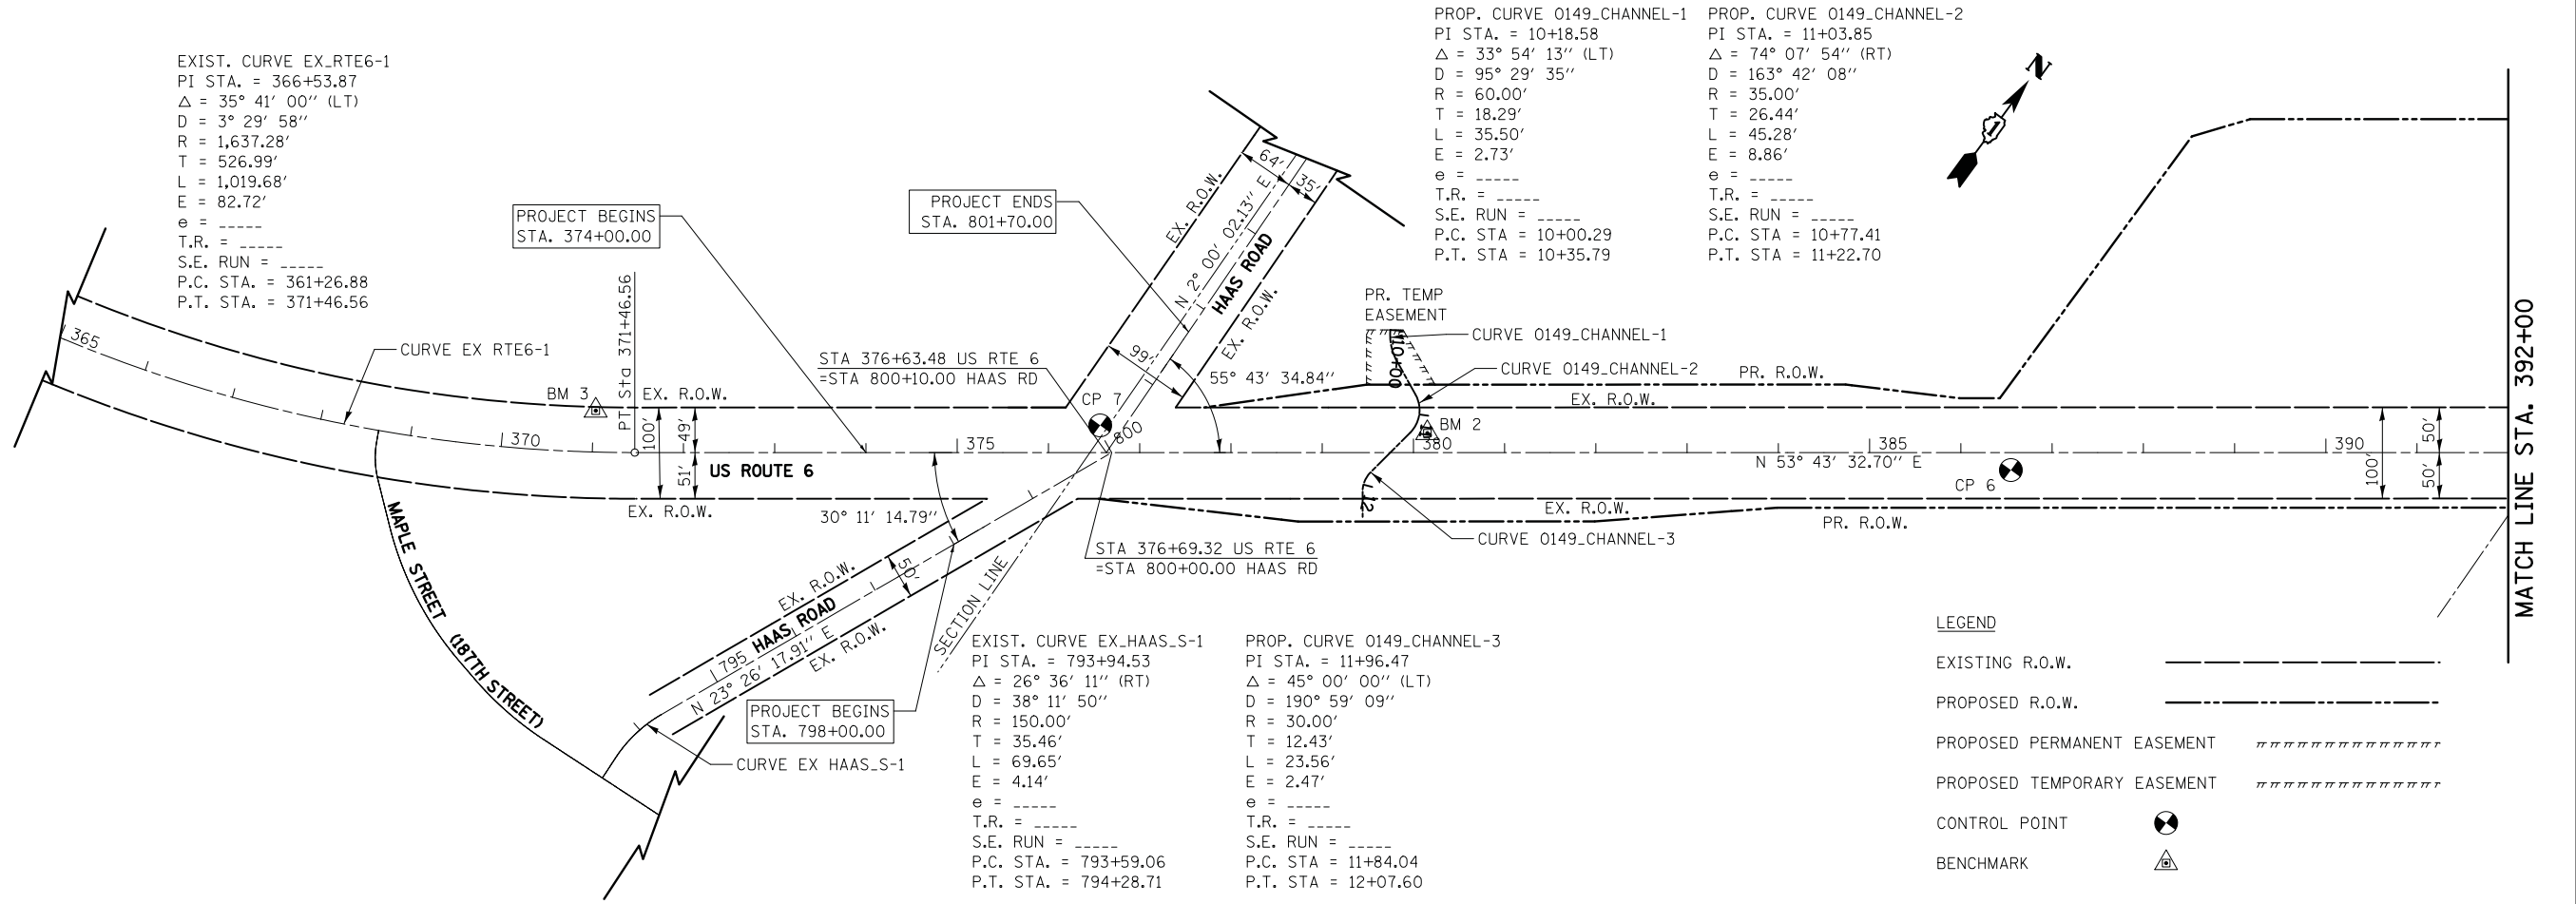 EXIST. CURVE EX_RTE6-1
PI STA. = 366+53.87
△ = 35° 41' 00'' (LT)
D = 3° 29' 58''
R = 1,637.28'
T = 526.99'
L = 1,019.68'
E = 82.72'
e = _____
T.R. = _____
S.E. RUN = _____
P.C. STA. = 361+26.88
P.T. STA. = 371+46.56
PROP. CURVE 0149_CHANNEL-1
PI STA. = 10+18.58
△ = 33° 54' 13'' (LT)
D = 95° 29' 35''
R = 60.00'
T = 18.29'
L = 35.50'
E = 2.73'
e = _____
T.R. = _____
S.E. RUN = _____
P.C. STA = 10+00.29
P.T. STA = 10+35.79
PROP. CURVE 0149_CHANNEL-2
PI STA. = 11+03.85
△ = 74° 07' 54'' (RT)
D = 163° 42' 08''
R = 35.00'
T = 26.44'
L = 45.28'
E = 8.86'
e = _____
T.R. = _____
S.E. RUN = _____
P.C. STA = 10+77.41
P.T. STA = 11+22.70
N
1
PROJECT BEGINS
STA. 374+00.00
PROJECT ENDS
STA. 801+70.00
64'
35'
EX. R.O.W.
N 2° 00' 02.13'' E
HAAS ROAD
EX. R.O.W.
99'
PR. TEMP
EASEMENT
CURVE 0149_CHANNEL-1
CURVE 0149_CHANNEL-2
10+00
365
CURVE EX RTE6-1
PT Sta 371+46.56
STA 376+63.48 US RTE 6
=STA 800+10.00 HAAS RD
55° 43' 34.84''
PR. R.O.W.
BM 3
EX. R.O.W.
CP 7
EX. R.O.W.
100'
49'
51'
800
11
BM 2
370
375
380
385
390
US ROUTE 6
N 53° 43' 32.70'' E
CP 6
100'
50'
50'
MATCH LINE STA. 392+00
EX. R.O.W.
30° 11' 14.79''
12
EX. R.O.W.
PR. R.O.W.
CURVE 0149_CHANNEL-3
STA 376+69.32 US RTE 6
=STA 800+00.00 HAAS RD
MAPLE STREET (187TH STREET)
EX. R.O.W.
50'
795
HAAS ROAD
N 23° 26' 17.91'' E
EX. R.O.W.
SECTION LINE
PROJECT BEGINS
STA. 798+00.00
CURVE EX HAAS_S-1
EXIST. CURVE EX_HAAS_S-1
PI STA. = 793+94.53
△ = 26° 36' 11'' (RT)
D = 38° 11' 50''
R = 150.00'
T = 35.46'
L = 69.65'
E = 4.14'
e = _____
T.R. = _____
S.E. RUN = _____
P.C. STA. = 793+59.06
P.T. STA. = 794+28.71
PROP. CURVE 0149_CHANNEL-3
PI STA. = 11+96.47
△ = 45° 00' 00'' (LT)
D = 190° 59' 09''
R = 30.00'
T = 12.43'
L = 23.56'
E = 2.47'
e = _____
T.R. = _____
S.E. RUN = _____
P.C. STA = 11+84.04
P.T. STA = 12+07.60
LEGEND
EXISTING R.O.W.
PROPOSED R.O.W.
PROPOSED PERMANENT EASEMENT
PROPOSED TEMPORARY EASEMENT
CONTROL POINT
BENCHMARK